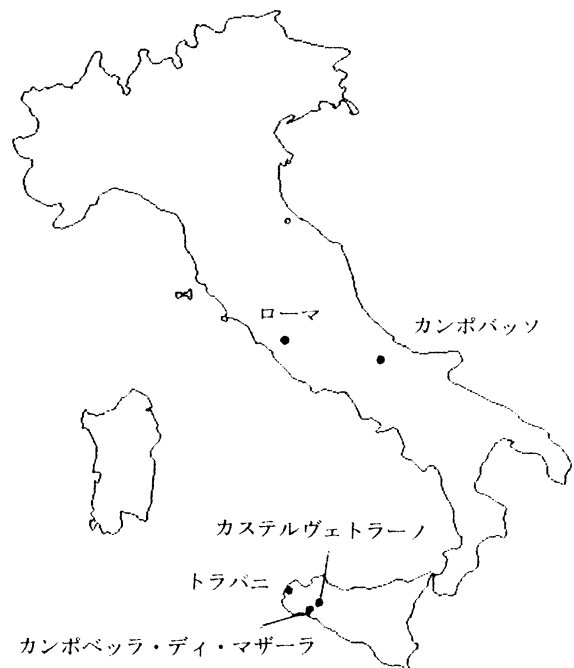 ローマ
カンポバッソ
カステルヴェトラーノ
トラパニ
カンポベッラ・ディ・マザーラ